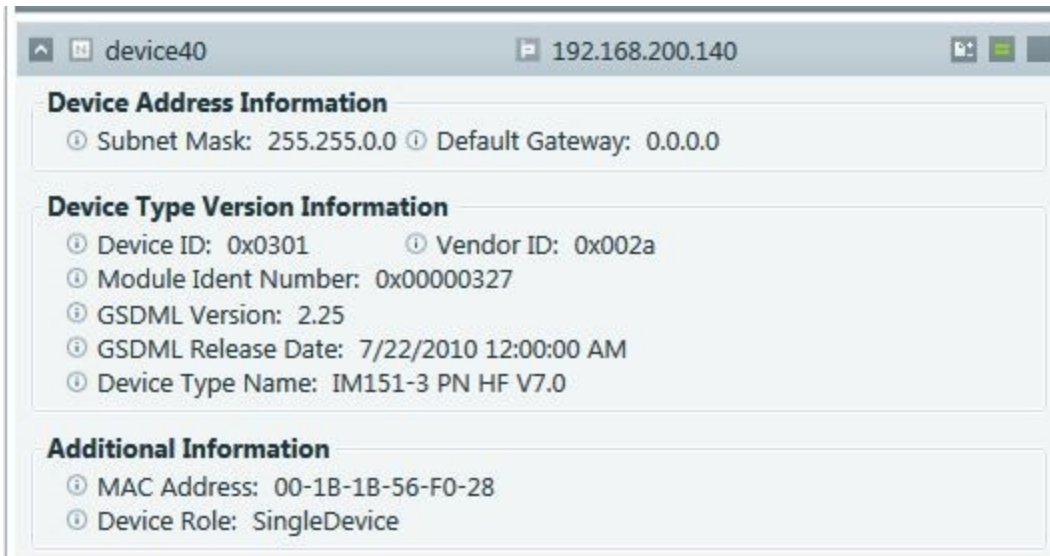 device40 192.168.200.140
Device Address Information
Subnet Mask: 255.255.0.0 Default Gateway: 0.0.0.0
Device Type Version Information
Device ID: 0x0301 Vendor ID: 0x002a
Module Ident Number: 0x00000327
GSDML Version: 2.25
GSDML Release Date: 7/22/2010 12:00:00 AM
Device Type Name: IM151-3 PN HF V7.0
Additional Information
MAC Address: 00-1B-1B-56-F0-28
Device Role: SingleDevice